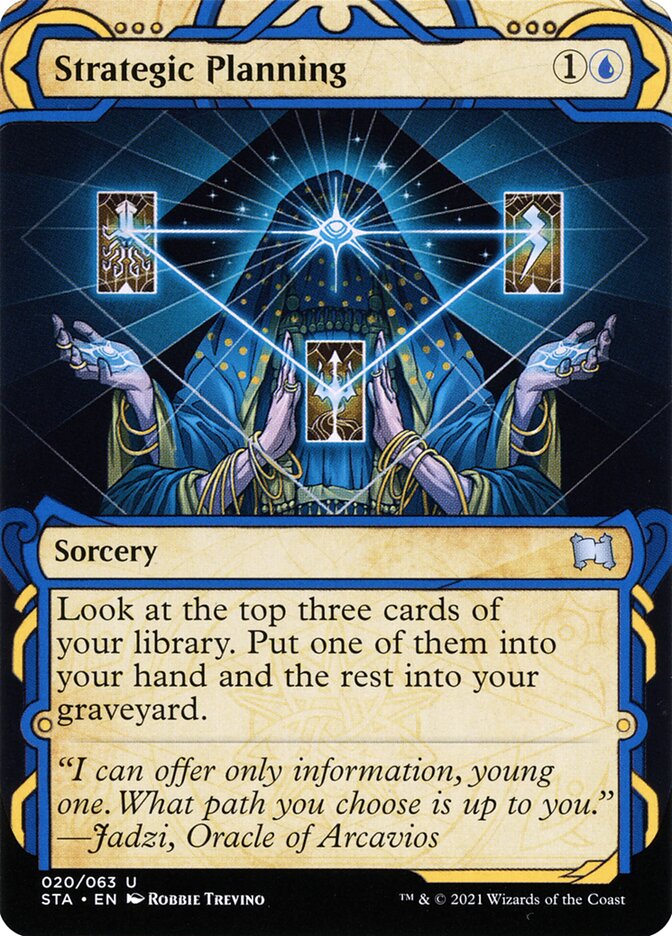 Strategic Planning 1
Sorcery
Look at the top three cards of
your library. Put one of them into
your hand and the rest into your
graveyard.
“I can offer only information, young
one. What path you choose is up to you.”
—Jadzi, Oracle of Arcavios
020/063 U
STA • EN Robbie Trevino
™ & © 2021 Wizards of the Coast